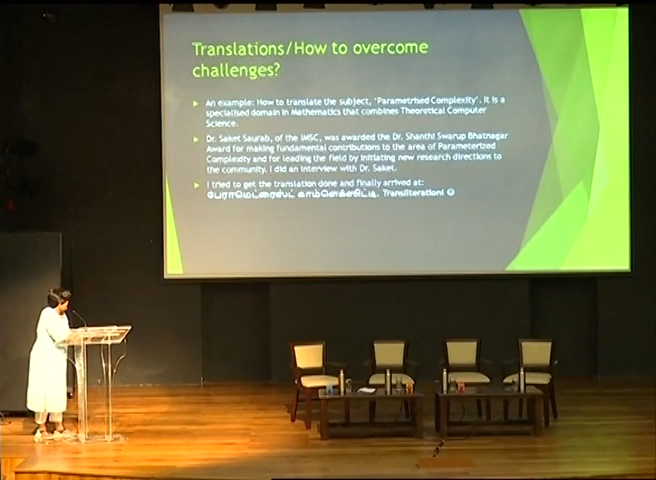 Translations/How to overcome
challenges?
An example: How to translate the subject, 'Parametrised Complexity'. It is a
specialised domain in Mathematics that combines Theoretical Computer
Science.
Dr. Saket Saurab, of the IMSC, was awarded the Dr. Shanthi Swarup Bhatnagar
Award for making fundamental contributions to the area of Parameterized
Complexity and for leading the field by initiating new research directions to
the community. I did an interview with Dr. Saket.
I tried to get the translation done and finally arrived at:
Transliteration! ☺